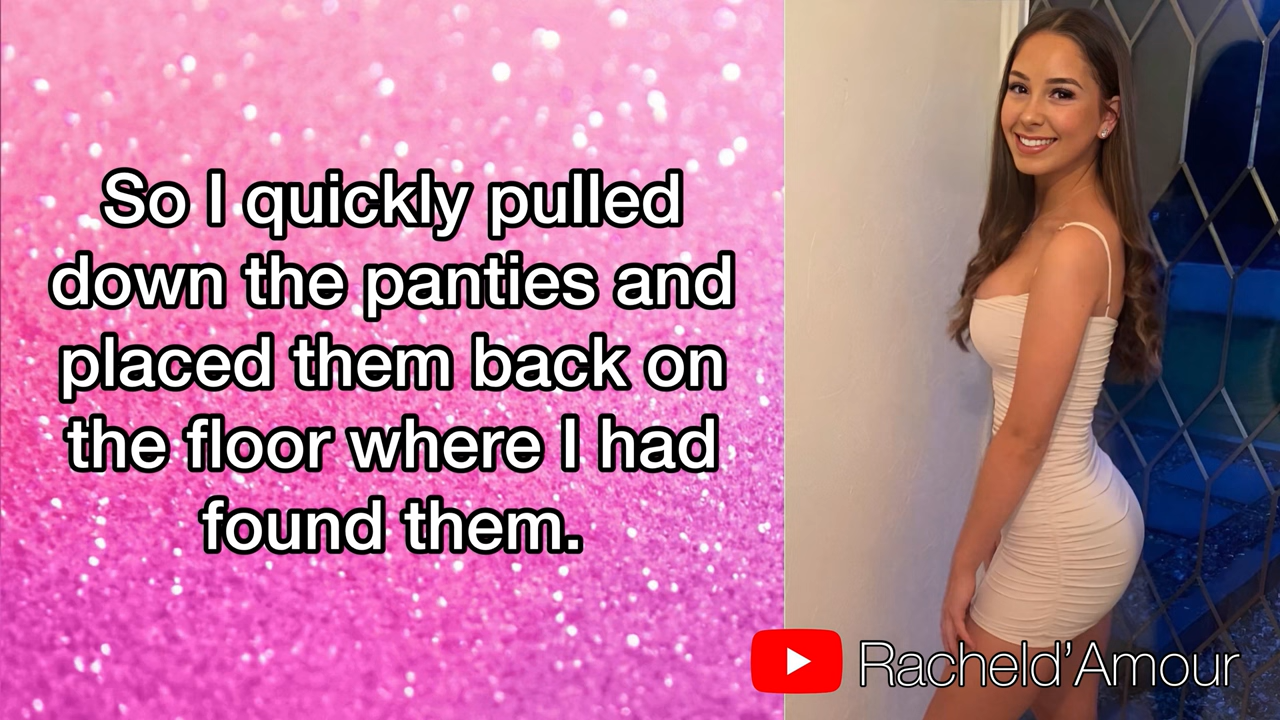 So I quickly pulled
down the panties and
placed them back on
the floor where I had
found them.
Racheld'Amour